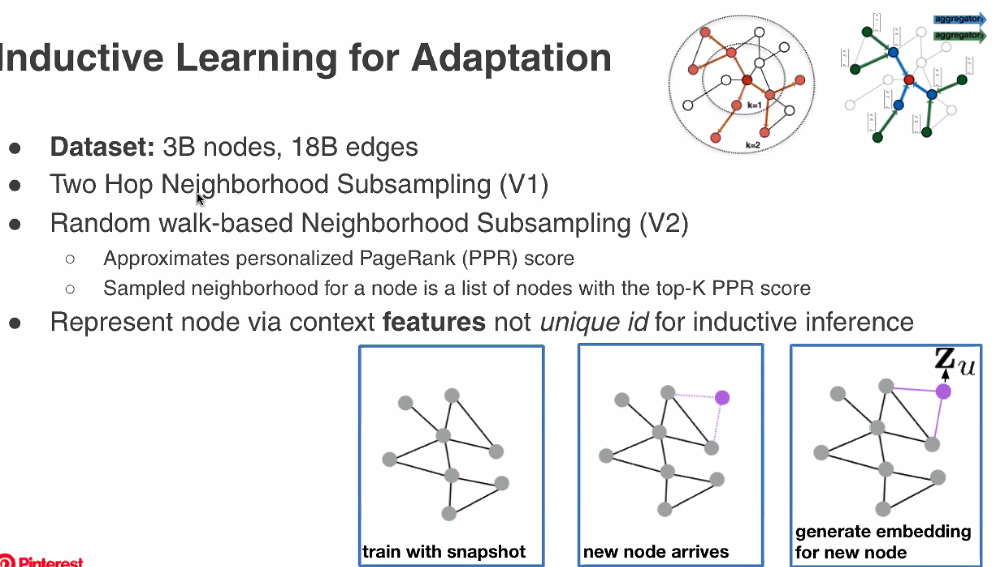 Inductive Learning for Adaptation
aggregator
aggregator
k=1
k=2
● Dataset: 3B nodes, 18B edges
● Two Hop Neighborhood Subsampling (V1)
● Random walk-based Neighborhood Subsampling (V2)
○ Approximates personalized PageRank (PPR) score
○ Sampled neighborhood for a node is a list of nodes with the top-K PPR score
● Represent node via context features not unique id for inductive inference
z_u
train with snapshot
new node arrives
generate embedding
for new node
Pinterest